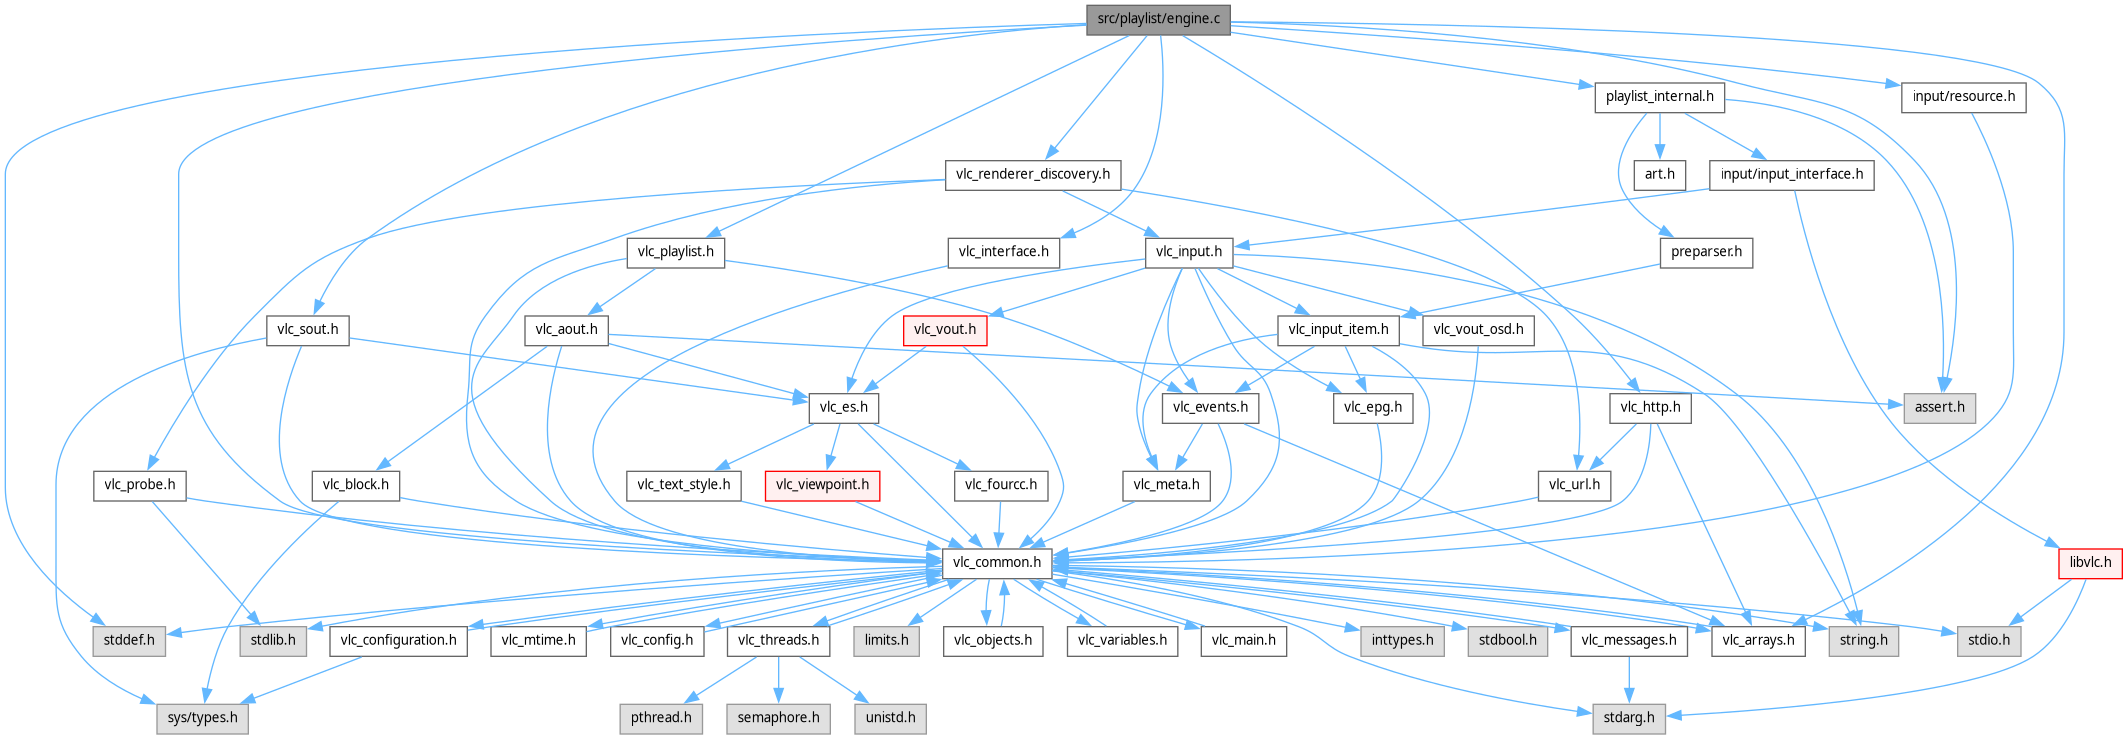 src/playlist/engine.c
playlist_internal.h
input/resource.h
vlc_renderer_discovery.h
art.h
input/input_interface.h
vlc_playlist.h
vlc_interface.h
vlc_input.h
preparser.h
vlc_sout.h
vlc_aout.h
vlc_vout.h
vlc_input_item.h
vlc_vout_osd.h
vlc_es.h
vlc_events.h
vlc_epg.h
vlc_http.h
assert.h
vlc_probe.h
vlc_block.h
vlc_text_style.h
vlc_viewpoint.h
vlc_fourcc.h
vlc_meta.h
vlc_url.h
vlc_common.h
libvlc.h
stddef.h
stdlib.h
vlc_configuration.h
vlc_mtime.h
vlc_config.h
vlc_threads.h
limits.h
vlc_objects.h
vlc_variables.h
vlc_main.h
inttypes.h
stdbool.h
vlc_messages.h
vlc_arrays.h
string.h
stdio.h
sys/types.h
pthread.h
semaphore.h
unistd.h
stdarg.h